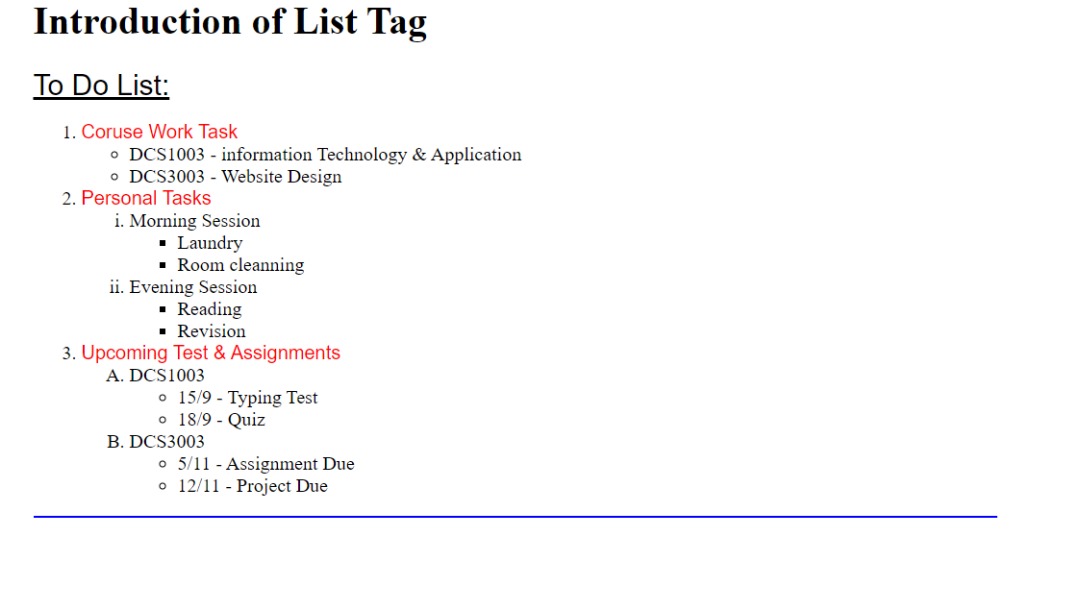 Introduction of List Tag
To Do List:
1. Coruse Work Task
DCS1003 - information Technology & Application
DCS3003 - Website Design
2. Personal Tasks
i. Morning Session
Laundry
Room cleanning
ii. Evening Session
Reading
Revision
3. Upcoming Test & Assignments
A. DCS1003
15/9 - Typing Test
18/9 - Quiz
B. DCS3003
5/11 - Assignment Due
12/11 - Project Due